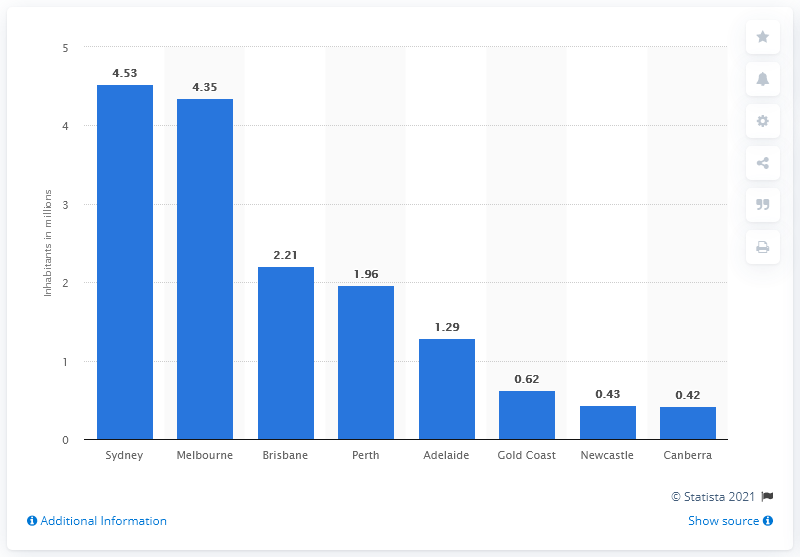 5
4
3
2
1
0
Inhabitants in millions
4.53
4.35
2.21
1.96
1.29
0.62
0.43
0.42
Sydney
Melbourne
Brisbane
Perth
Adelaide
Gold Coast
Newcastle
Canberra
© Statista 2021
Additional Information
Show source